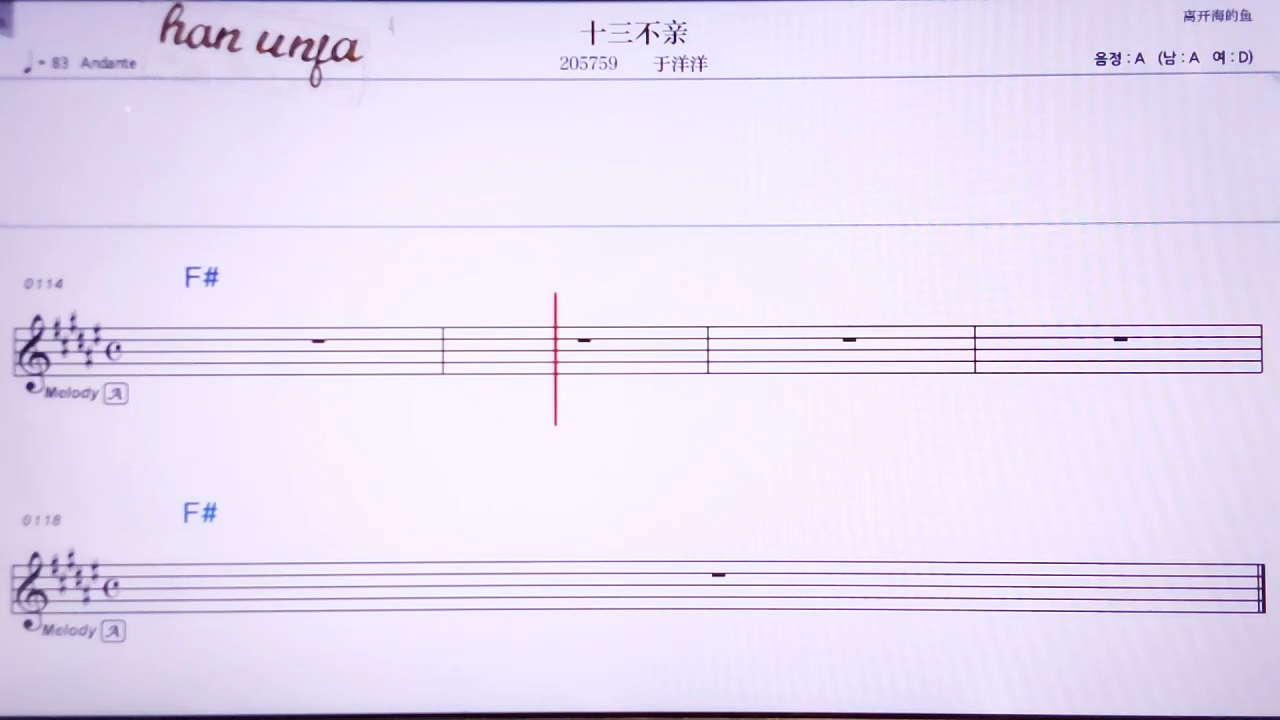 han unfa
十三不亲
离开海的鱼
♩= 83 Andante
205759 于洋洋
음정 : A (남 : A 여 : D)
0114
F#
Melody A
0118
F#
Melody A